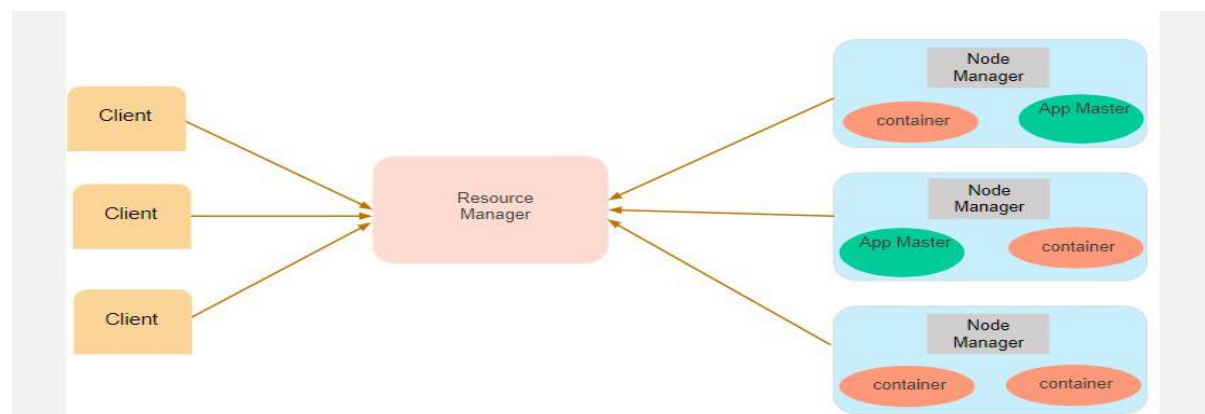 Client
Client
Client
Resource
Manager
Node
Manager
container
App Master
Node
Manager
App Master
container
Node
Manager
container
container